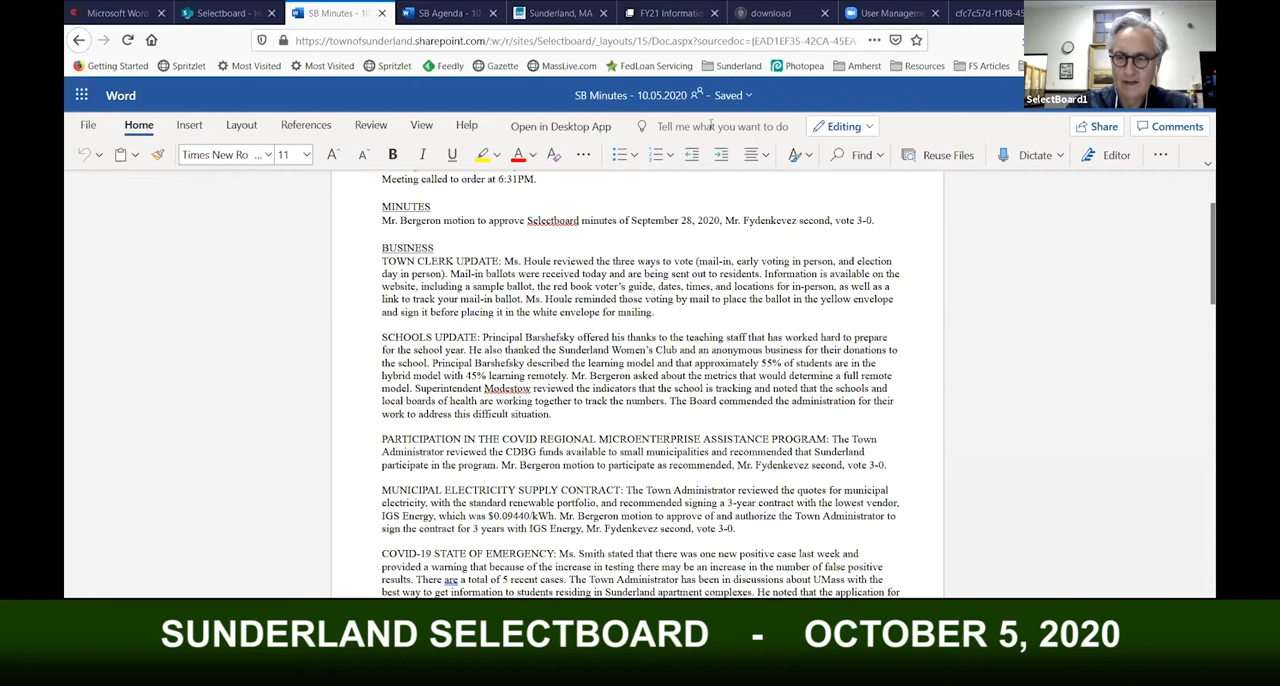 Microsoft Word
Selectboard - H
SB Minutes - 10
SB Agenda - 10
Sunderland, MA
FY21 Informatio
download
User Managem
cfc7c57d-f108-45
https://townofsunderland.sharepoint.com/:w:/r/sites/Selectboard/_layouts/15/Doc.aspx?sourcedoc={EAD1EF35-42CA-45EA-
Getting Started Spritzlet Most Visited Most Visited Spritzlet Feedly Gazette MassLive.com FedLoan Servicing Sunderland Photopea Amherst Resources FS Articles
SelectBoard1
Word
SB Minutes - 10.05.2020 - Saved
File Home Insert Layout References Review View Help Open in Desktop App Tell me what you want to do Editing Share Comments
Times New Ro ... 11 A A B I U A A ... Find Reuse Files Dictate Editor ...
Meeting called to order at 6:31PM.
MINUTES
Mr. Bergeron motion to approve Selectboard minutes of September 28, 2020, Mr. Fydenkevez second, vote 3-0.
BUSINESS
TOWN CLERK UPDATE: Ms. Houle reviewed the three ways to vote (mail-in, early voting in person, and election
day in person). Mail-in ballots were received today and are being sent out to residents. Information is available on the
website, including a sample ballot, the red book voter's guide, dates, times, and locations for in-person, as well as a
link to track your mail-in ballot. Ms. Houle reminded those voting by mail to place the ballot in the yellow envelope
and sign it before placing it in the white envelope for mailing.
SCHOOLS UPDATE: Principal Barshefsky offered his thanks to the teaching staff that has worked hard to prepare
for the school year. He also thanked the Sunderland Women's Club and an anonymous business for their donations to
the school. Principal Barshefsky described the learning model and that approximately 55% of students are in the
hybrid model with 45% learning remotely. Mr. Bergeron asked about the metrics that would determine a full remote
model. Superintendent Modestow reviewed the indicators that the school is tracking and noted that the schools and
local boards of health are working together to track the numbers. The Board commended the administration for their
work to address this difficult situation.
PARTICIPATION IN THE COVID REGIONAL MICROENTERPRISE ASSISTANCE PROGRAM: The Town
Administrator reviewed the CDBG funds available to small municipalities and recommended that Sunderland
participate in the program. Mr. Bergeron motion to participate as recommended, Mr. Fydenkevez second, vote 3-0.
MUNICIPAL ELECTRICITY SUPPLY CONTRACT: The Town Administrator reviewed the quotes for municipal
electricity, with the standard renewable portfolio, and recommended signing a 3-year contract with the lowest vendor,
IGS Energy, which was $0.09440/kWh. Mr. Bergeron motion to approve of and authorize the Town Administrator to
sign the contract for 3 years with IGS Energy, Mr. Fydenkevez second, vote 3-0.
COVID-19 STATE OF EMERGENCY: Ms. Smith stated that there was one new positive case last week and
provided a warning that because of the increase in testing there may be an increase in the number of false positive
results. There are a total of 5 recent cases. The Town Administrator has been in discussions about UMass with the
best way to get information to students residing in Sunderland apartment complexes. He noted that the application for
SUNDERLAND SELECTBOARD - OCTOBER 5, 2020